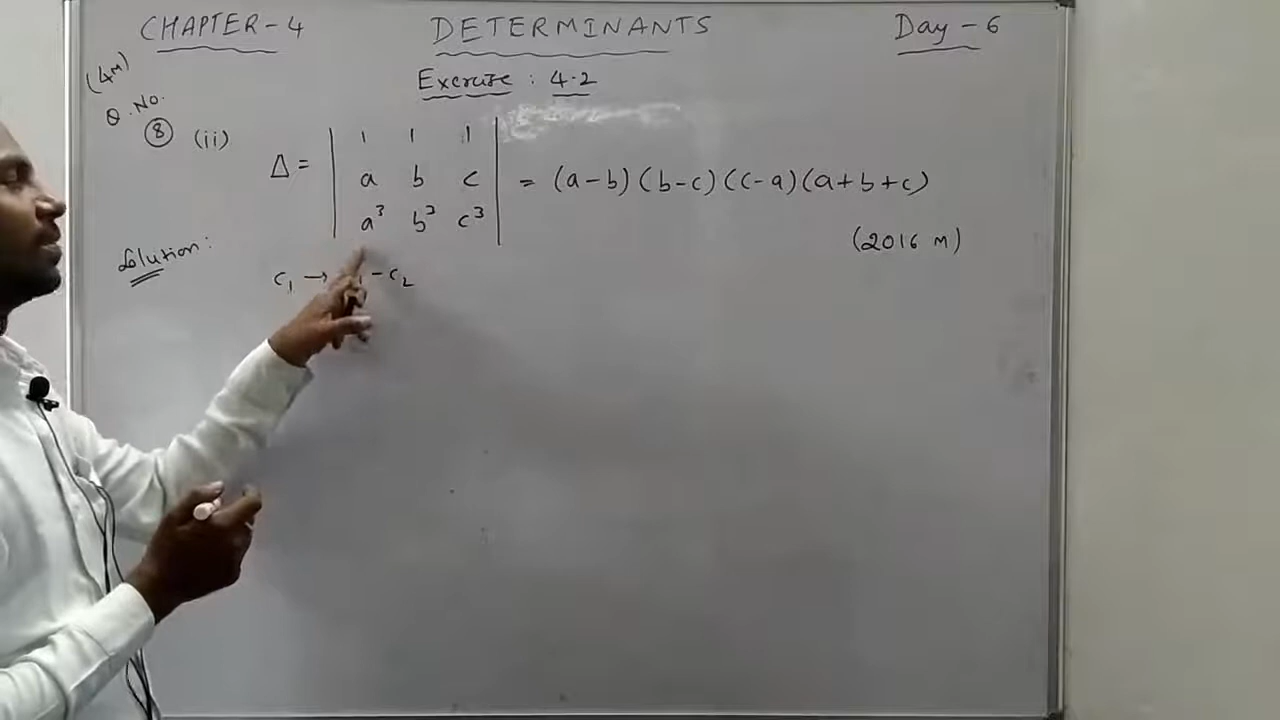 CHAPTER-4 DETERMINANTS Day-6
Exercise: 4.2
(4M)
Q.No.
8 (ii) Δ = | 1 1 1 |
| a b c | = (a-b)(b-c)(c-a)(a+b+c)
| a³ b³ c³ |
(2016 M)
Solution:
C₁ → C₁-C₂